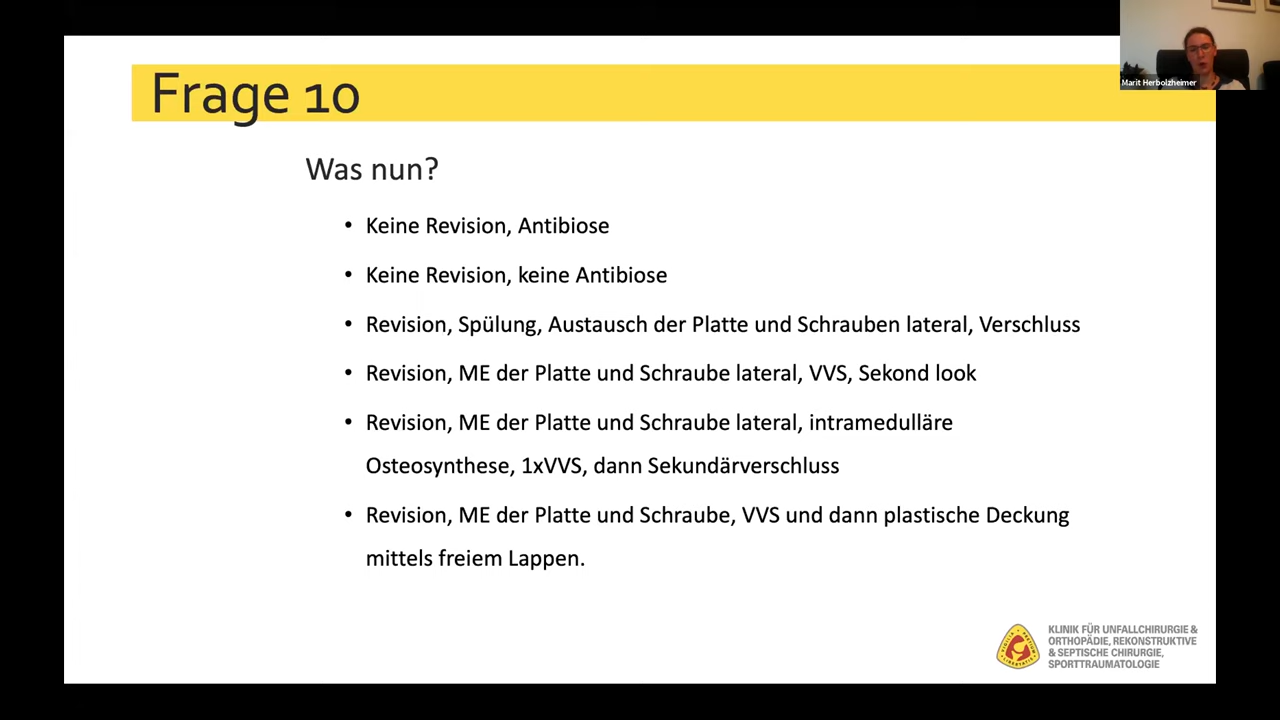 Marit Herbolzheimer
Frage 10
Was nun?
• Keine Revision, Antibiose
• Keine Revision, keine Antibiose
• Revision, Spülung, Austausch der Platte und Schrauben lateral, Verschluss
• Revision, ME der Platte und Schraube lateral, VVS, Sekond look
• Revision, ME der Platte und Schraube lateral, intramedulläre
Osteosynthese, 1xVVS, dann Sekundärverschluss
• Revision, ME der Platte und Schraube, VVS und dann plastische Deckung
mittels freiem Lappen.
KLINIK FÜR UNFALLCHIRURGIE &
ORTHOPÄDIE, REKONSTRUKTIVE
& SEPTISCHE CHIRURGIE,
SPORTTRAUMATOLOGIE